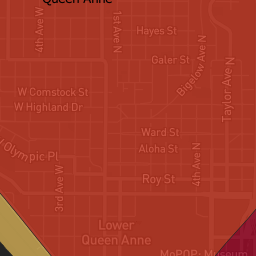 Queen Anne
4th Ave W
1st Ave N
Hayes St
Galer St
Bigelow Ave N
Taylor Ave N
W Comstock St
W Highland Dr
Ward St
Aloha St
Olympic Pl
3rd Ave W
Roy St
4th Ave N
Lower
Queen Anne
MoPOP: Museum